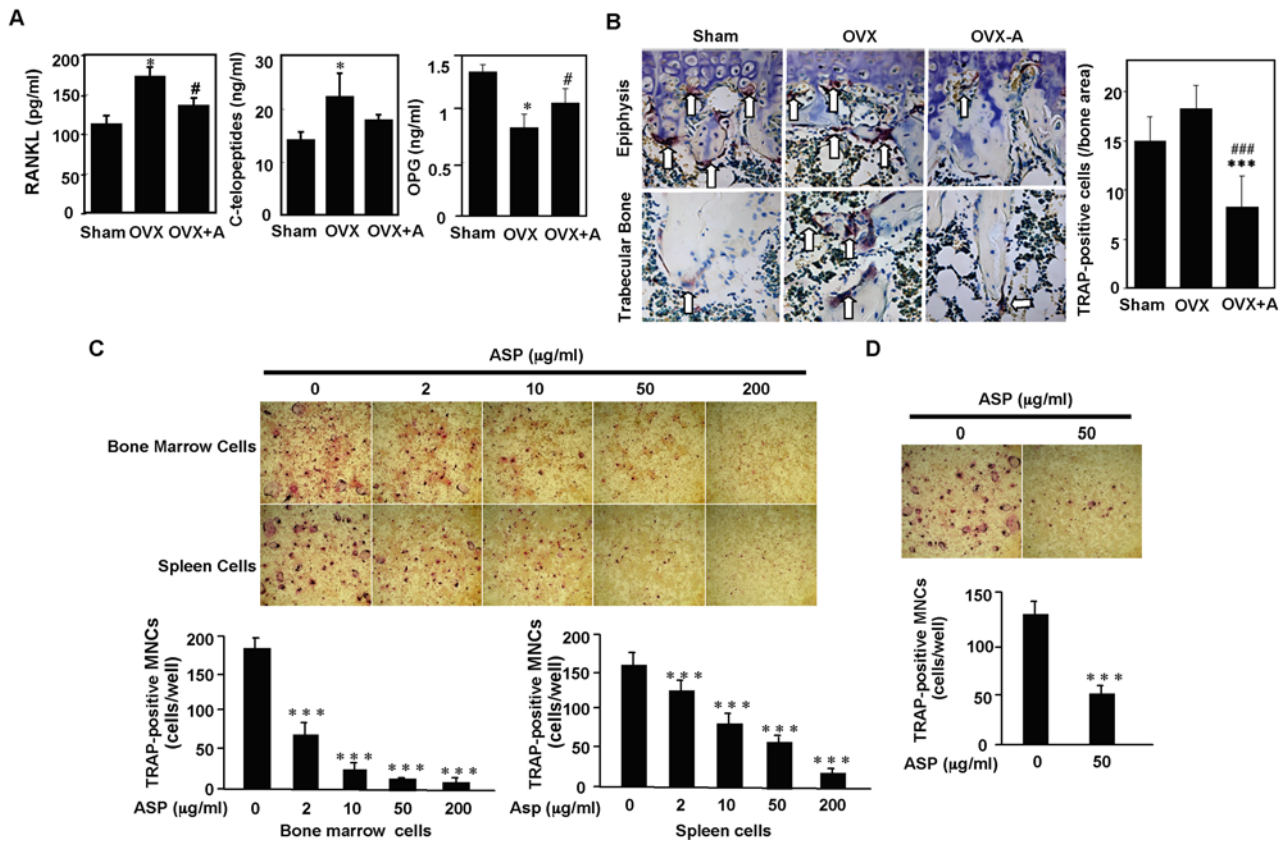 A
RANKL (pg/ml)
200
150
100
50
0
*
#
Sham OVX OVX+A
C-telopeptides (ng/ml)
30
20
10
0
*
Sham OVX OVX+A
OPG (ng/ml)
1.5
1
.5
0
*
#
Sham OVX OVX+A
B
Sham OVX OVX-A
Epiphysis
Trabecular Bone
TRAP-positive cells (/bone area)
20
15
10
5
0
###
***
Sham OVX OVX+A
C
ASP (μg/ml)
0 2 10 50 200
Bone Marrow Cells
Spleen Cells
TRAP-positive MNCs
(cells/well)
200
150
100
50
0
*** *** *** ***
ASP (μg/ml) 0 2 10 50 200
Bone marrow cells
TRAP-positive MNCs
(cells/well)
200
150
100
50
0
*** *** *** ***
Asp (μg/ml) 0 2 10 50 200
Spleen cells
D
ASP (μg/ml)
0 50
TRAP-positive MNCs
(cells/well)
150
100
50
0
***
0 50
ASP (μg/ml)